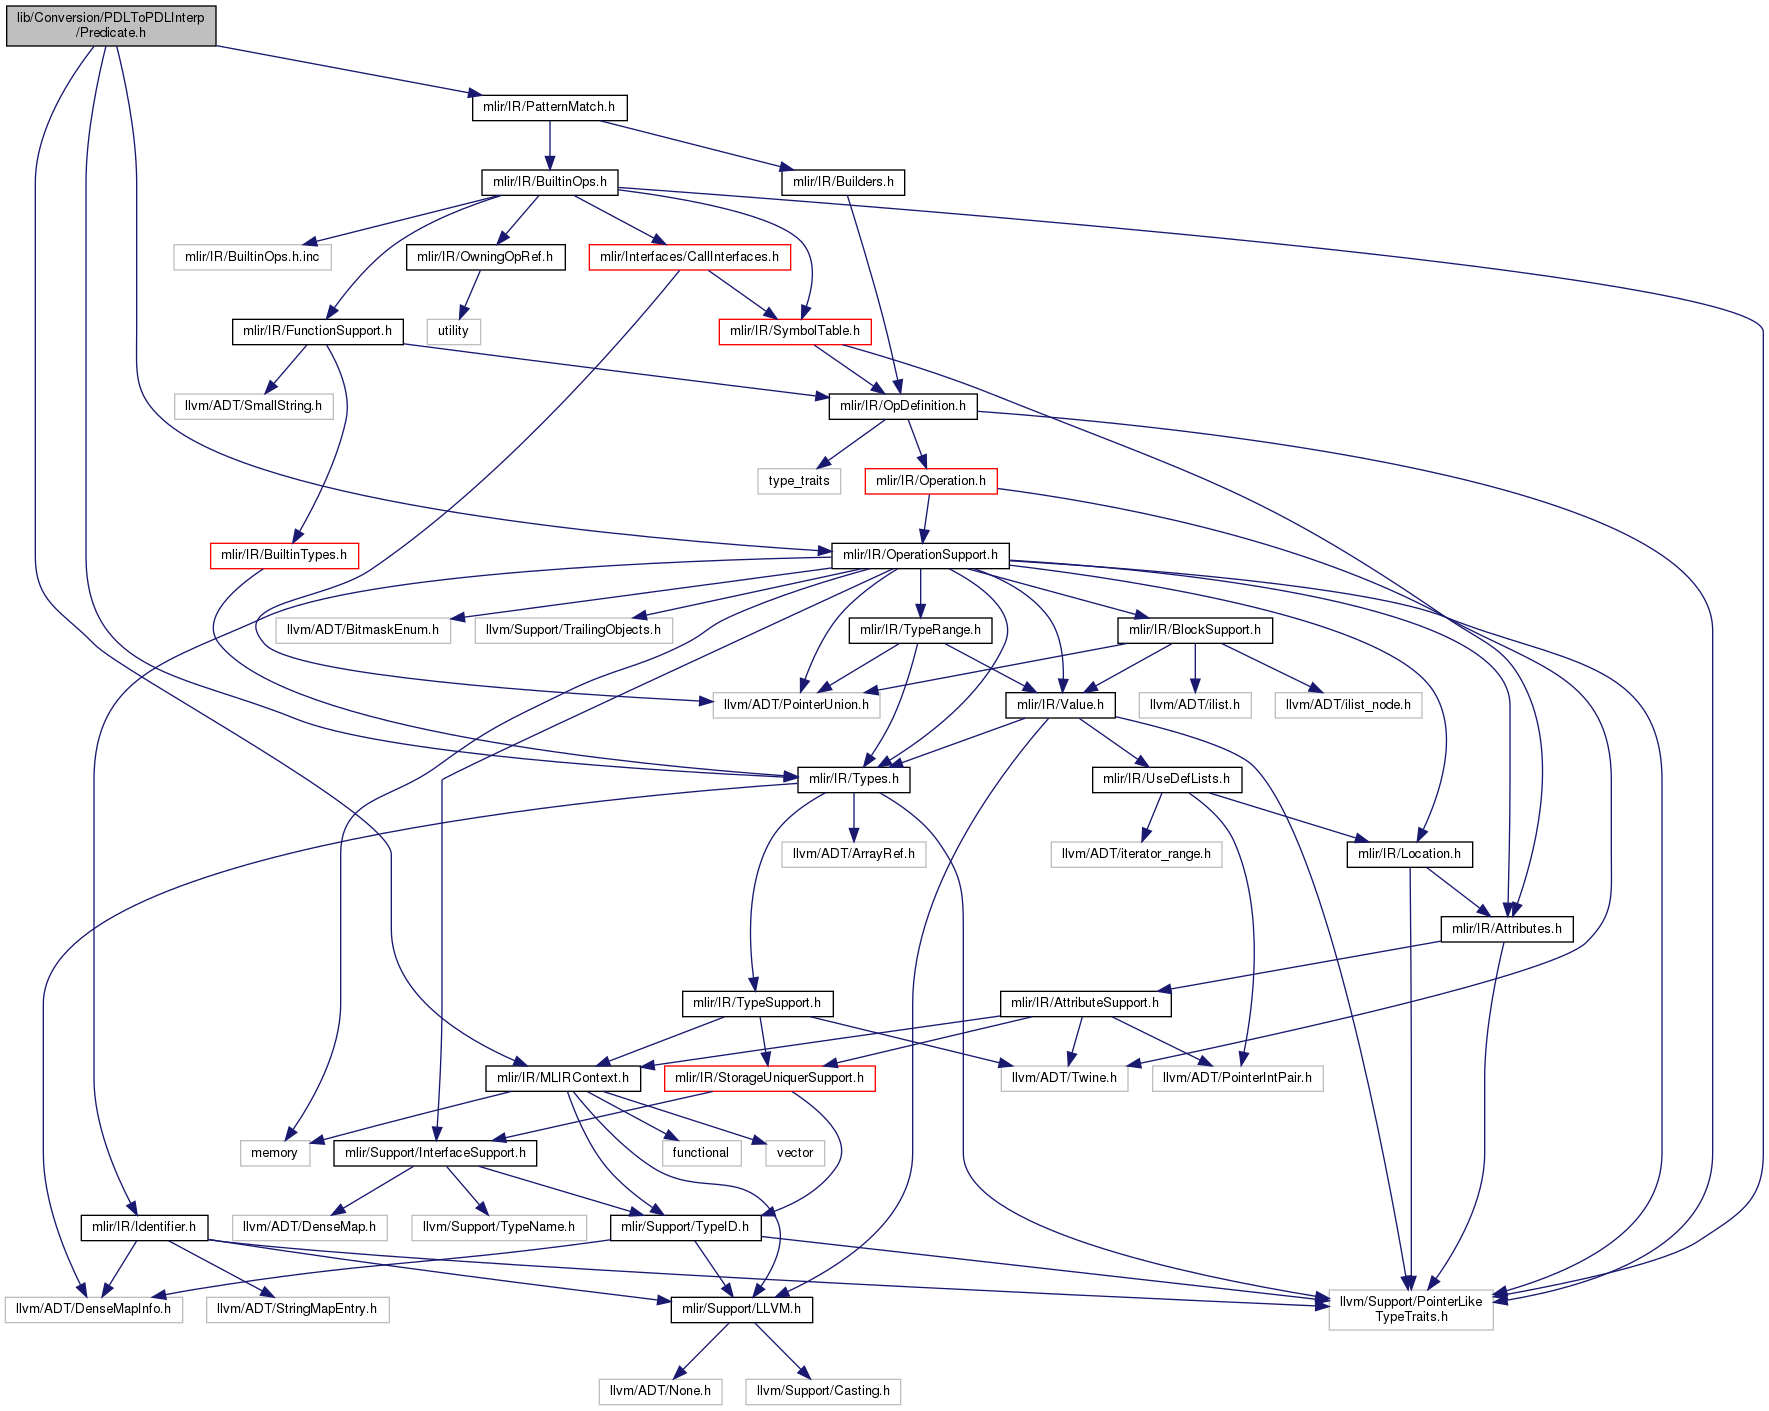 lib/Conversion/PDLToPDLInterp
/Predicate.h
mlir/IR/PatternMatch.h
mlir/IR/BuiltinOps.h
mlir/IR/Builders.h
mlir/IR/BuiltinOps.h.inc
mlir/IR/OwningOpRef.h
mlir/Interfaces/CallInterfaces.h
mlir/IR/FunctionSupport.h
utility
mlir/IR/SymbolTable.h
llvm/ADT/SmallString.h
mlir/IR/OpDefinition.h
type_traits
mlir/IR/Operation.h
mlir/IR/BuiltinTypes.h
mlir/IR/OperationSupport.h
llvm/ADT/BitmaskEnum.h
llvm/Support/TrailingObjects.h
mlir/IR/TypeRange.h
mlir/IR/BlockSupport.h
llvm/ADT/PointerUnion.h
mlir/IR/Value.h
llvm/ADT/ilist.h
llvm/ADT/ilist_node.h
mlir/IR/Types.h
mlir/IR/UseDefLists.h
llvm/ADT/ArrayRef.h
llvm/ADT/iterator_range.h
mlir/IR/Location.h
mlir/IR/Attributes.h
mlir/IR/TypeSupport.h
mlir/IR/AttributeSupport.h
mlir/IR/MLIRContext.h
mlir/IR/StorageUniquerSupport.h
llvm/ADT/Twine.h
llvm/ADT/PointerIntPair.h
memory
mlir/Support/InterfaceSupport.h
functional
vector
mlir/IR/Identifier.h
llvm/ADT/DenseMap.h
llvm/Support/TypeName.h
mlir/Support/TypeID.h
llvm/ADT/DenseMapInfo.h
llvm/ADT/StringMapEntry.h
mlir/Support/LLVM.h
llvm/Support/PointerLike
TypeTraits.h
llvm/ADT/None.h
llvm/Support/Casting.h